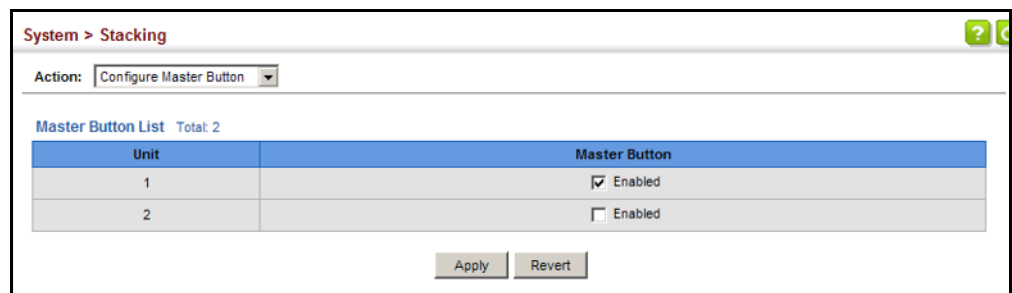 System > Stacking
?
Action: Configure Master Button
Master Button List Total: 2
Unit Master Button
1 Enabled
2 Enabled
Apply Revert